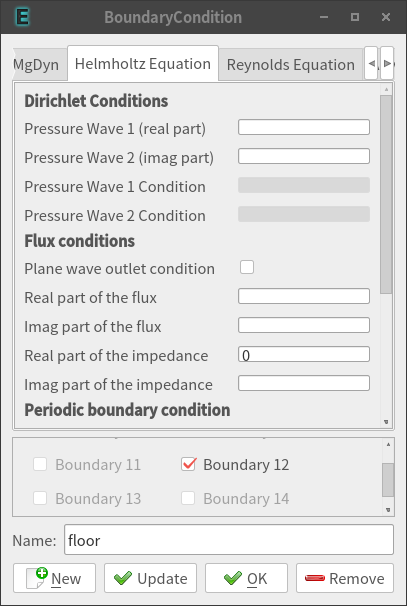 BoundaryCondition
MgDyn
Helmholtz Equation
Reynolds Equation
Dirichlet Conditions
Pressure Wave 1 (real part)
Pressure Wave 2 (imag part)
Pressure Wave 1 Condition
Pressure Wave 2 Condition
Flux conditions
Plane wave outlet condition
Real part of the flux
Imag part of the flux
Real part of the impedance 0
Imag part of the impedance
Periodic boundary condition
Boundary 11 Boundary 12
Boundary 13 Boundary 14
Name: floor
New Update OK Remove